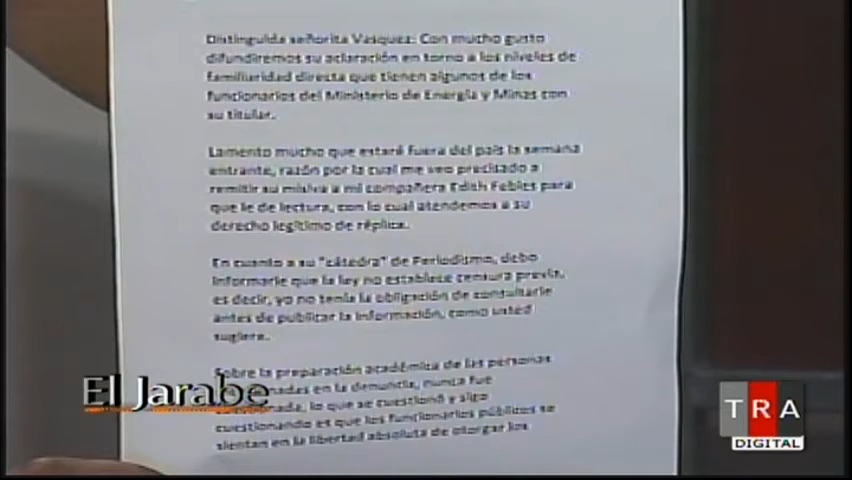 Distinguida señorita Vasquez: Con mucho gusto
difundiremos su aclaración en torno a los niveles de
familiaridad directa que tienen algunos de los
funcionarios del Ministerio de Energía y Minas con
su titular.
Lamento mucho que estaré fuera del país la semana
entrante, razón por la cual me veo precisado a
remitir su misiva a mi compañera Edith Febles para
que le de lectura, con lo cual atendemos a su
derecho legítimo de réplica.
En cuanto a su "cátedra" de Periodismo, debo
informarle que la ley no establece censura previa,
es decir, yo no tenía la obligación de consultarle
antes de publicar la información, como usted
sugiere.
Sobre la preparación académica de las personas
en la denuncia, nunca fue
lo que se cuestionó y sigo
cuestionando es que los funcionarios públicos se
sientan en la libertad absoluta de otorgar los
El Jarabe
TRA
DIGITAL